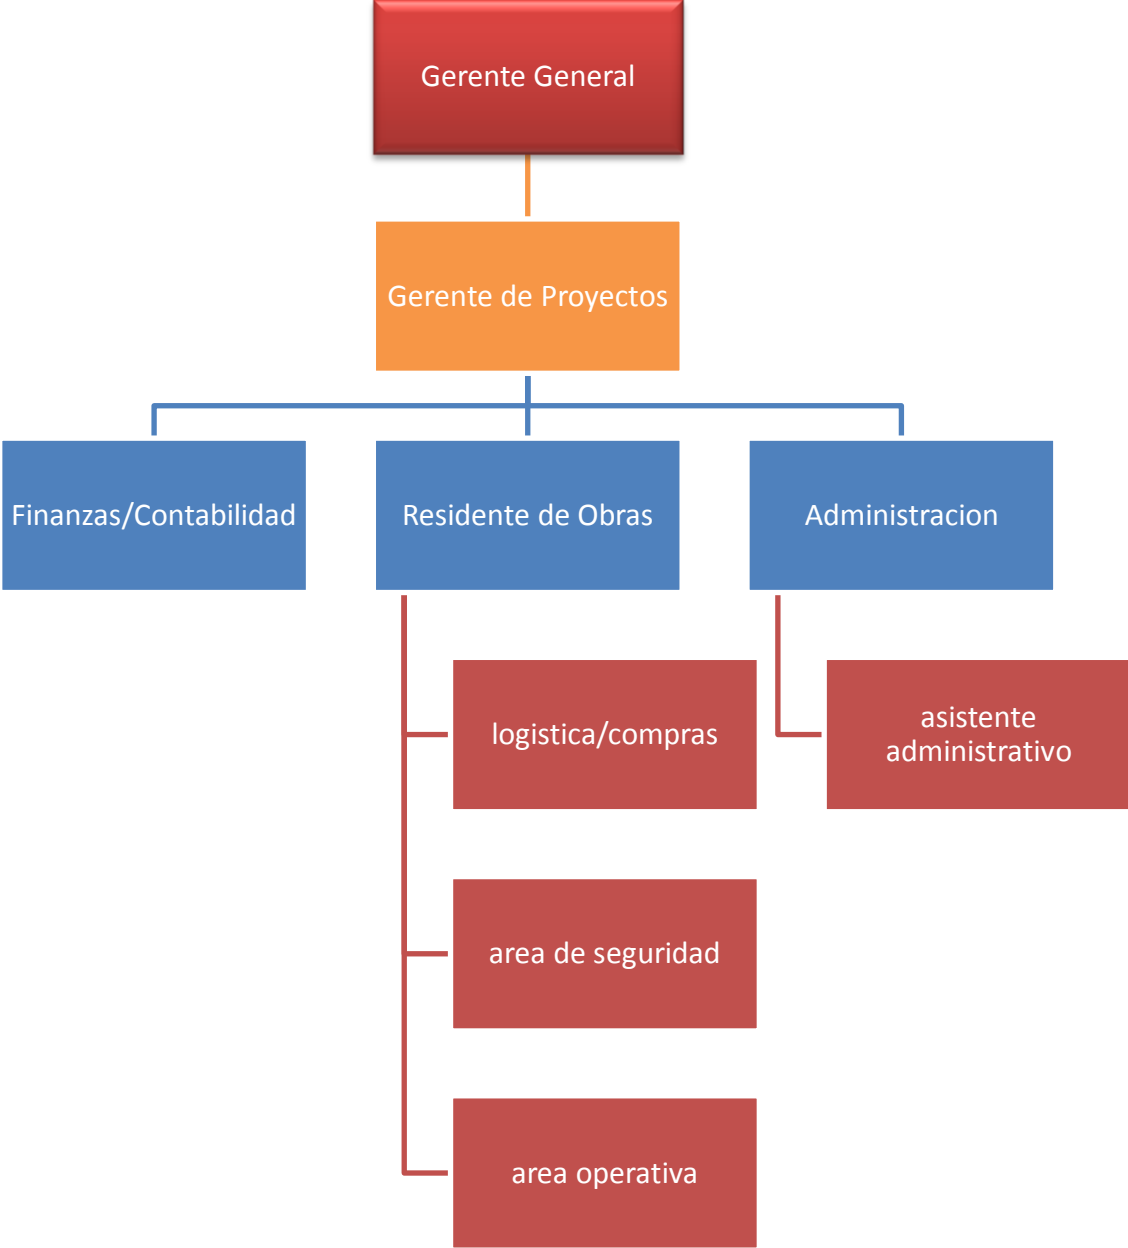 Gerente General
Gerente de Proyectos
Finanzas/Contabilidad
Residente de Obras
Administracion
logistica/compras
asistente
administrativo
area de seguridad
area operativa